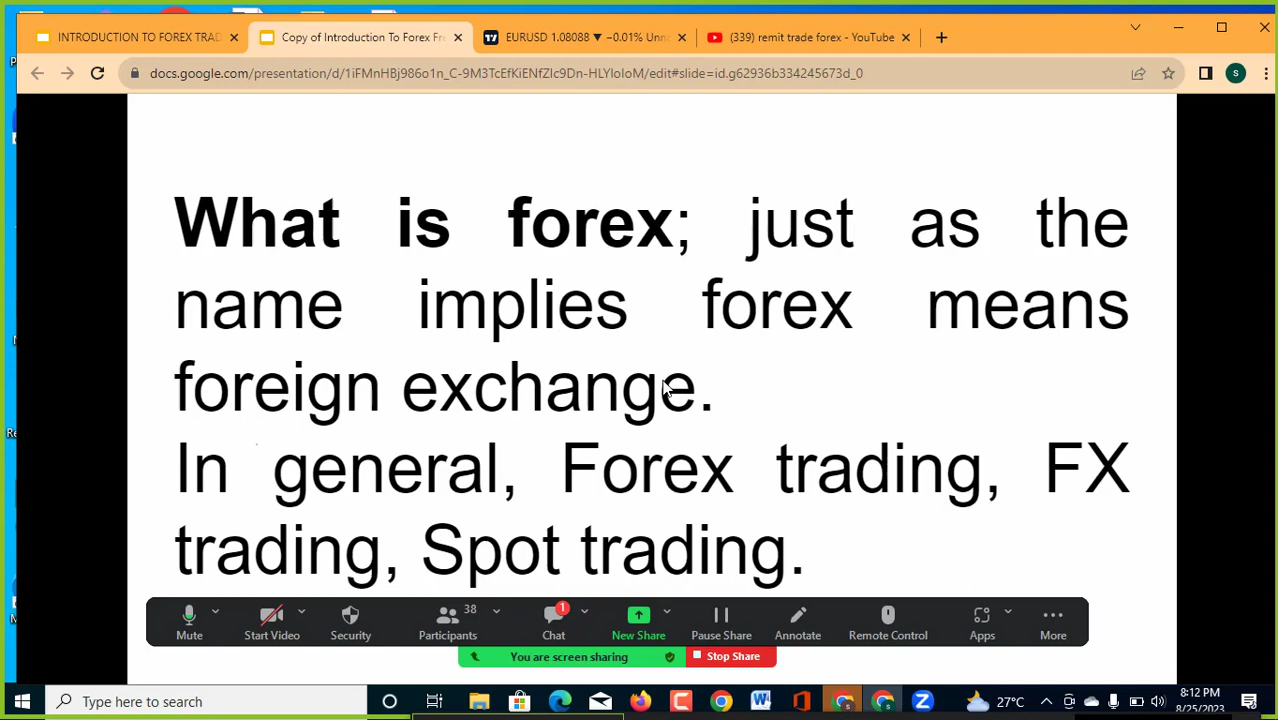 INTRODUCTION TO FOREX TRAD
Copy of Introduction To Forex Fr
EURUSD 1.08088 ▼ −0.01% Unn
(339) remit trade forex - YouTube
docs.google.com/presentation/d/1iFMnHBj986o1n_C-9M3TcEfKiENfZlc9Dn-HLYloIoM/edit#slide=id.g62936b334245673d_0
S
What is forex; just as the
name implies forex means
foreign exchange.
In general, Forex trading, FX
trading, Spot trading.
38
1
Mute
Start Video
Security
Participants
Chat
New Share
Pause Share
Annotate
Remote Control
Apps
More
You are screen sharing
Stop Share
Type here to search
27°C
8:12 PM
8/25/2023